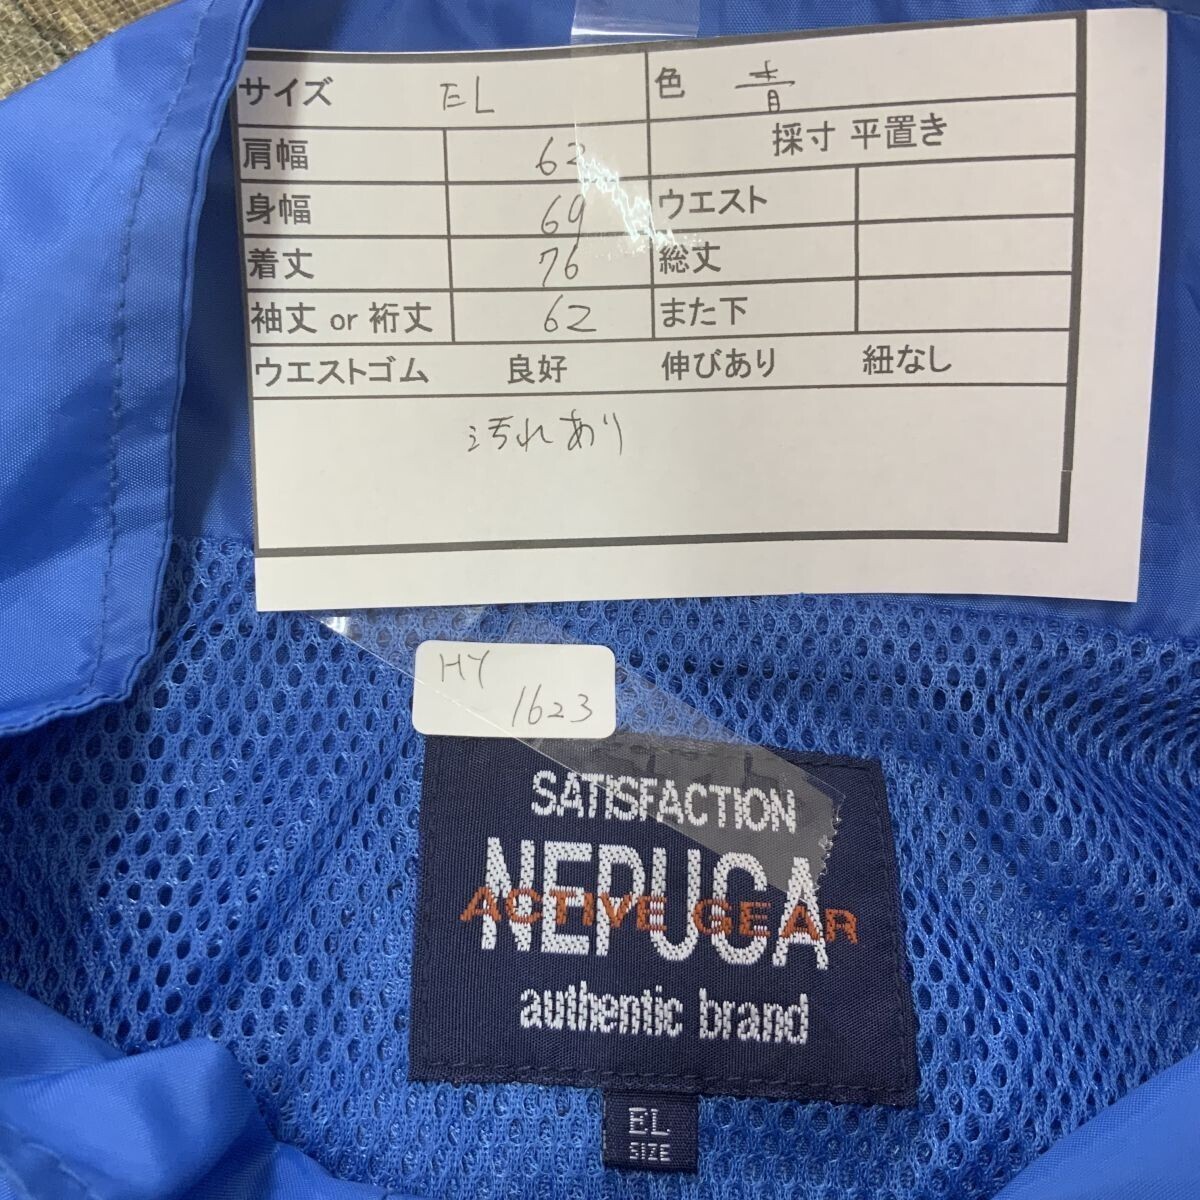 サイズ EL 色 青
肩幅 62 採寸 平置き
身幅 69 ウエスト
着丈 76 総丈
袖丈 or 裄丈 62 また下
ウエストゴム 良好 伸びあり 紐なし
汚れあり
HY
1623
SATISFACTION
NEPUCA
ACTIVE GEAR
authentic brand
EL
SIZE